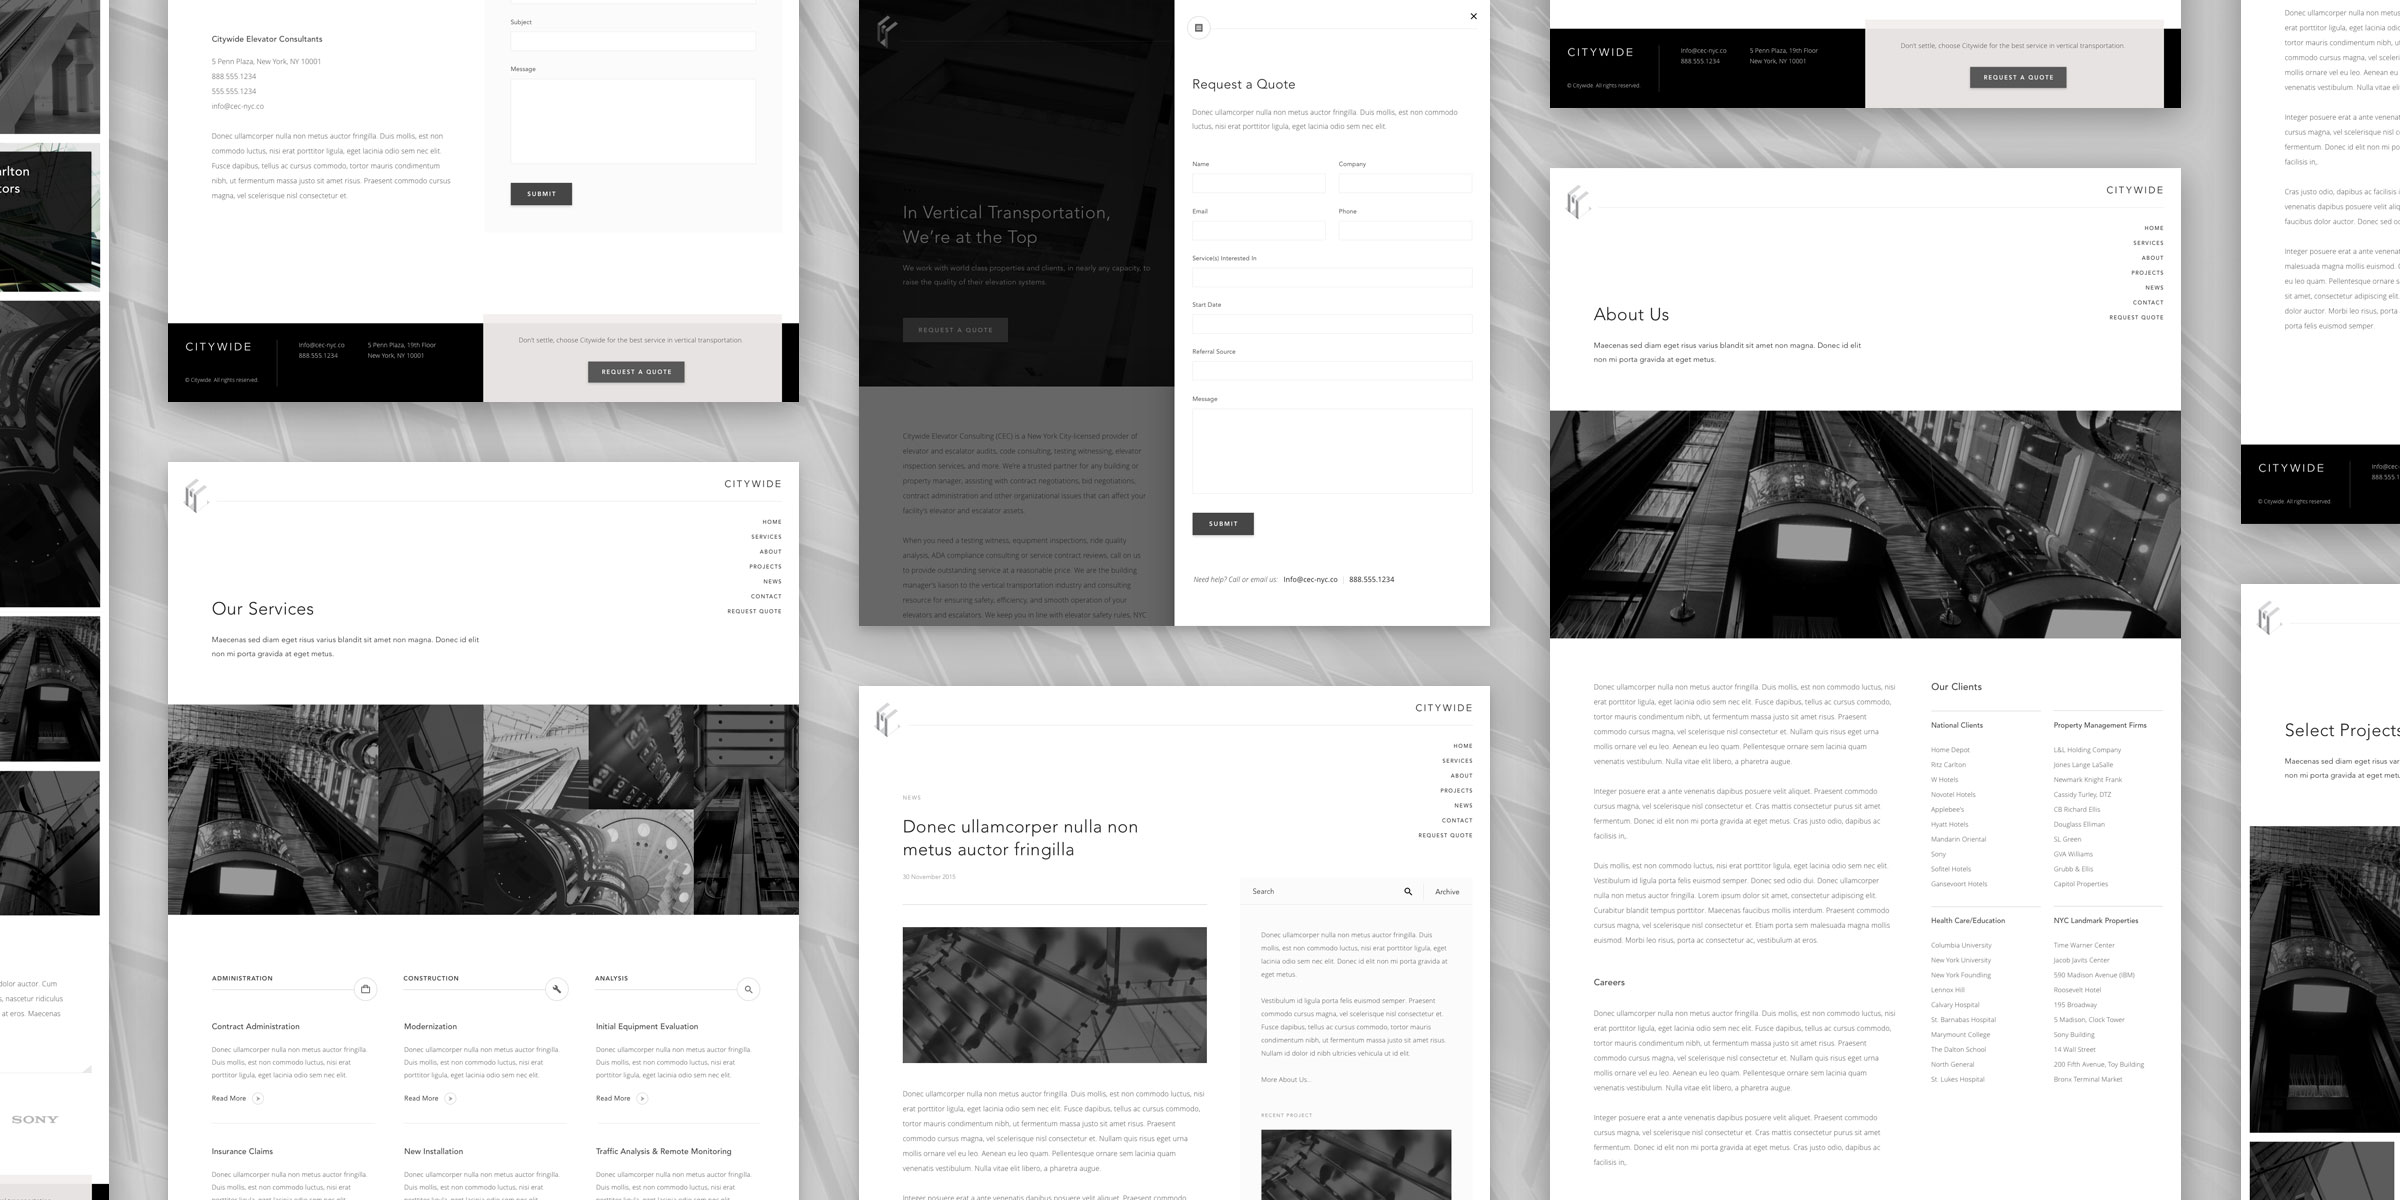 rlton
tors
dolor auctor. Cum
s, nascetur ridiculus
at eros. Maecenas
SONY
Citywide Elevator Consultants
5 Penn Plaza, New York, NY 10001
888.555.1234
555.555.1234
info@cec-nyc.co
Donec ullamcorper nulla non metus auctor fringilla. Duis mollis, est non
commodo luctus, nisi erat porttitor ligula, eget lacinia odio sem nec elit.
Fusce dapibus, tellus ac cursus commodo, tortor mauris condimentum
nibh, ut fermentum massa justo sit amet risus. Praesent commodo cursus
magna, vel scelerisque nisl consectetur et.
Subject
Message
SUBMIT
CITYWIDE
Info@cec-nyc.co
888.555.1234
5 Penn Plaza, 19th Floor
New York, NY 10001
© Citywide. All rights reserved.
Don't settle, choose Citywide for the best service in vertical transportation.
REQUEST A QUOTE
CITYWIDE
HOME
SERVICES
ABOUT
PROJECTS
NEWS
CONTACT
REQUEST QUOTE
Our Services
Maecenas sed diam eget risus varius blandit sit amet non magna. Donec id elit
non mi porta gravida at eget metus.
ADMINISTRATION
Contract Administration
Donec ullamcorper nulla non metus auctor fringilla.
Duis mollis, est non commodo luctus, nisi erat
porttitor ligula, eget lacinia odio sem nec elit.
Read More
Insurance Claims
Donec ullamcorper nulla non metus auctor fringilla.
Duis mollis, est non commodo luctus, nisi erat
porttitor ligula, eget lacinia odio sem nec elit.
CONSTRUCTION
Modernization
Donec ullamcorper nulla non metus auctor fringilla.
Duis mollis, est non commodo luctus, nisi erat
porttitor ligula, eget lacinia odio sem nec elit.
Read More
New Installation
Donec ullamcorper nulla non metus auctor fringilla.
Duis mollis, est non commodo luctus, nisi erat
porttitor ligula, eget lacinia odio sem nec elit.
ANALYSIS
Initial Equipment Evaluation
Donec ullamcorper nulla non metus auctor fringilla.
Duis mollis, est non commodo luctus, nisi erat
porttitor ligula, eget lacinia odio sem nec elit.
Read More
Traffic Analysis & Remote Monitoring
Donec ullamcorper nulla non metus auctor fringilla.
Duis mollis, est non commodo luctus, nisi erat
porttitor ligula, eget lacinia odio sem nec elit.
In Vertical Transportation,
We're at the Top
We work with world class properties and clients, in nearly any capacity, to
raise the quality of their elevation systems.
REQUEST A QUOTE
Citywide Elevator Consulting (CEC) is a New York City-licensed provider of
elevator and escalator audits, code consulting, testing witnessing, elevator
inspection services, and more. We're a trusted partner for any building or
property manager, assisting with contract negotiations, bid negotiations,
contract administration and other organizational issues that can affect your
facility's elevator and escalator assets.
When you need a testing witness, equipment inspections, ride quality
analysis, ADA compliance consulting or service contract reviews, call on us
to provide outstanding service at a reasonable price. We are the building
manager's liaison to the vertical transportation industry and consulting
resource for ensuring safety, efficiency, and smooth operation of your
elevators and escalators. We keep you in line with elevator safety rules, NYC
Request a Quote
Donec ullamcorper nulla non metus auctor fringilla. Duis mollis, est non commodo
luctus, nisi erat porttitor ligula, eget lacinia odio sem nec elit.
Name
Company
Email
Phone
Service(s) Interested In
Start Date
Referral Source
Message
SUBMIT
Need help? Call or email us: Info@cec-nyc.co | 888.555.1234
CITYWIDE
HOME
SERVICES
ABOUT
PROJECTS
NEWS
CONTACT
REQUEST QUOTE
NEWS
Donec ullamcorper nulla non
metus auctor fringilla
30 November 2015
Donec ullamcorper nulla non metus auctor fringilla. Duis mollis, est non commodo luctus, nisi
erat porttitor ligula, eget lacinia odio sem nec elit. Fusce dapibus, tellus ac cursus commodo,
tortor mauris condimentum nibh, ut fermentum massa justo sit amet risus. Praesent
commodo cursus magna, vel scelerisque nisl consectetur et. Nullam quis risus eget urna
mollis ornare vel eu leo. Aenean eu leo quam. Pellentesque ornare sem lacinia quam
venenatis vestibulum. Nulla vitae elit libero, a pharetra augue.
Integer posuere erat a ante venenatis dapibus posuere velit aliquet. Praesent commodo
Search
Archive
Donec ullamcorper nulla non metus auctor fringilla. Duis
mollis, est non commodo luctus, nisi erat porttitor ligula, eget
lacinia odio sem nec elit. Donec id elit non mi porta gravida at
eget metus.
Vestibulum id ligula porta felis euismod semper. Praesent
commodo cursus magna, vel scelerisque nisl consectetur et.
Fusce dapibus, tellus ac cursus commodo, tortor mauris
condimentum nibh, ut fermentum massa justo sit amet risus.
Nullam id dolor id nibh ultricies vehicula ut id elit.
More About Us...
RECENT PROJECT
CITYWIDE
Info@cec-nyc.co
888.555.1234
5 Penn Plaza, 19th Floor
New York, NY 10001
© Citywide. All rights reserved.
Don't settle, choose Citywide for the best service in vertical transportation.
REQUEST A QUOTE
CITYWIDE
HOME
SERVICES
ABOUT
PROJECTS
NEWS
CONTACT
REQUEST QUOTE
About Us
Maecenas sed diam eget risus varius blandit sit amet non magna. Donec id elit
non mi porta gravida at eget metus.
Donec ullamcorper nulla non metus auctor fringilla. Duis mollis, est non commodo luctus, nisi
erat porttitor ligula, eget lacinia odio sem nec elit. Fusce dapibus, tellus ac cursus commodo,
tortor mauris condimentum nibh, ut fermentum massa justo sit amet risus. Praesent
commodo cursus magna, vel scelerisque nisl consectetur et. Nullam quis risus eget urna
mollis ornare vel eu leo. Aenean eu leo quam. Pellentesque ornare sem lacinia quam
venenatis vestibulum. Nulla vitae elit libero, a pharetra augue.
Integer posuere erat a ante venenatis dapibus posuere velit aliquet. Praesent commodo
cursus magna, vel scelerisque nisl consectetur et. Cras mattis consectetur purus sit amet
fermentum. Donec id elit non mi porta gravida at eget metus. Cras justo odio, dapibus ac
facilisis in,.
Duis mollis, est non commodo luctus, nisi erat porttitor ligula, eget lacinia odio sem nec elit.
Vestibulum id ligula porta felis euismod semper. Donec sed odio dui. Donec ullamcorper
nulla non metus auctor fringilla. Lorem ipsum dolor sit amet, consectetur adipiscing elit.
Curabitur blandit tempus porttitor. Maecenas faucibus mollis interdum. Praesent commodo
cursus magna, vel scelerisque nisl consectetur et. Etiam porta sem malesuada magna mollis
euismod. Morbi leo risus, porta ac consectetur ac, vestibulum at eros.
Careers
Donec ullamcorper nulla non metus auctor fringilla. Duis mollis, est non commodo luctus, nisi
erat porttitor ligula, eget lacinia odio sem nec elit. Fusce dapibus, tellus ac cursus commodo,
tortor mauris condimentum nibh, ut fermentum massa justo sit amet risus. Praesent
commodo cursus magna, vel scelerisque nisl consectetur et. Nullam quis risus eget urna
mollis ornare vel eu leo. Aenean eu leo quam. Pellentesque ornare sem lacinia quam
venenatis vestibulum. Nulla vitae elit libero, a pharetra augue.
Integer posuere erat a ante venenatis dapibus posuere velit aliquet. Praesent commodo
cursus magna, vel scelerisque nisl consectetur et. Cras mattis consectetur purus sit amet
fermentum. Donec id elit non mi porta gravida at eget metus. Cras justo odio, dapibus ac
facilisis in,.
Our Clients
National Clients
Home Depot
Ritz Carlton
W Hotels
Novotel Hotels
Applebee's
Hyatt Hotels
Mandarin Oriental
Sony
Sofitel Hotels
Gansevoort Hotels
Property Management Firms
L&L Holding Company
Jones Lange LaSalle
Newmark Knight Frank
Cassidy Turley, DTZ
CB Richard Ellis
Douglass Elliman
SL Green
GVA Williams
Grubb & Ellis
Capitol Properties
Health Care/Education
Columbia University
New York University
New York Foundling
Lennox Hill
Calvary Hospital
St. Barnabas Hospital
Marymount College
The Dalton School
North General
St. Lukes Hospital
NYC Landmark Properties
Time Warner Center
Jacob Javits Center
590 Madison Avenue (IBM)
Roosevelt Hotel
195 Broadway
5 Madison, Clock Tower
Sony Building
14 Wall Street
200 Fifth Avenue, Toy Building
Bronx Terminal Market
Donec ullamcorper nulla non metus
erat porttitor ligula, eget lacinia odio
tortor mauris condimentum nibh, ut
commodo cursus magna, vel sceleri
mollis ornare vel eu leo. Aenean eu
venenatis vestibulum. Nulla vitae eli
Integer posuere erat a ante venenat
cursus magna, vel scelerisque nisl c
fermentum. Donec id elit non mi po
facilisis in,.
Cras justo odio, dapibus ac facilisis i
venenatis dapibus posuere velit aliq
faucibus dolor auctor. Donec sed od
Integer posuere erat a ante venenat
malesuada magna mollis euismod. C
eu leo quam. Pellentesque ornare s
sit amet, consectetur adipiscing elit.
dolor auctor. Morbi leo risus, porta
porta felis euismod semper.
CITYWIDE
Info@cec-
888.555.1
© Citywide. All rights reserved.
Select Projects
Maecenas sed diam eget risus var
non mi porta gravida at eget metu